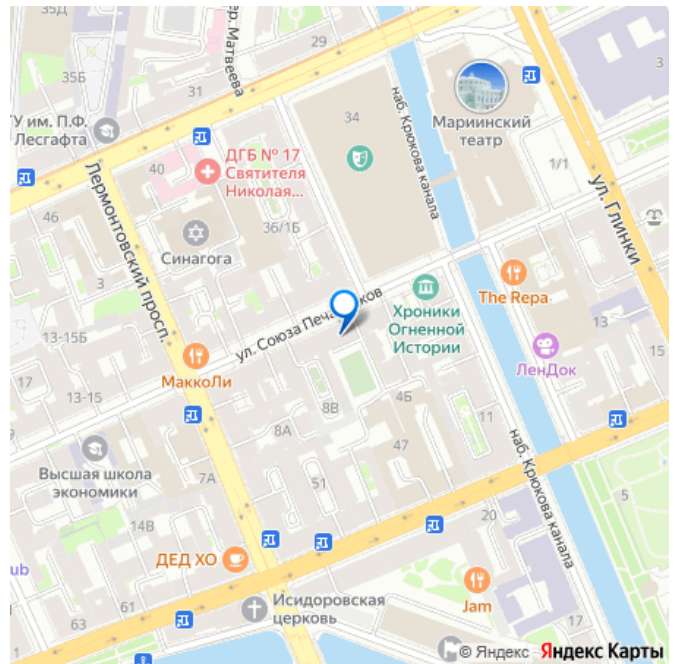 35Д
29
35Б
31
пер. Матвеева
ГУ им. П.Ф.
Лесгафта
34
наб. Крюкова канала
Мариинский
театр
3
1/1
ул. Глинки
40
ДГБ № 17
Святителя
Николая...
46
Лермонтовский просп.
36/1Б
Синагога
3
ул. Союза Печатников
Хроники
Огненной
Истории
The Repa
13
ЛенДок
15
13-15Б
17
13-15
МаккоЛи
8В
4Б
8А
11
47
наб. Крюкова канала
Высшая школа
экономики
7А
51
5
14В
20
ДЕД ХО
ub
63
61
Исидоровская
церковь
Jam
17
© Яндекс Яндекс Карты